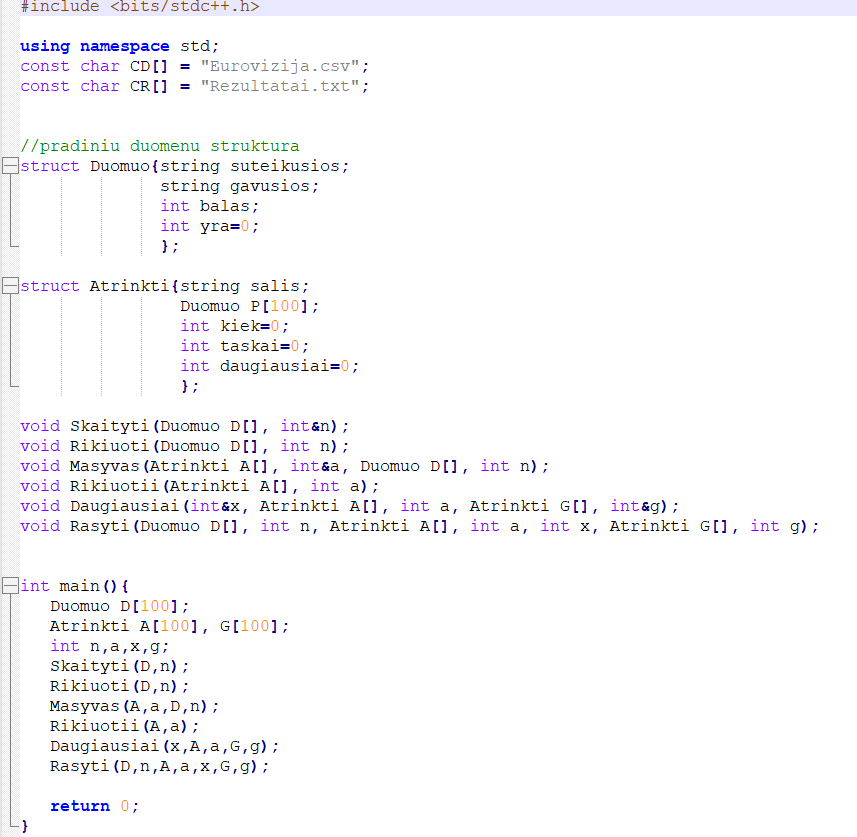 #include <bits/stdc++.h>
using namespace std;
const char CD[] = "Eurovizija.csv";
const char CR[] = "Rezultatai.txt";
//pradiniu duomenu struktura
struct Duomuo{string suteikusios;
string gavusios;
int balas;
int yra=0;
};
struct Atrinkti{string salis;
Duomuo P[100];
int kiek=0;
int taskai=0;
int daugiausiai=0;
};
void Skaityti(Duomuo D[], int&n);
void Rikiuoti(Duomuo D[], int n);
void Masyvas(Atrinkti A[], int&a, Duomuo D[], int n);
void Rikiuotii(Atrinkti A[], int a);
void Daugiausiai(int&x, Atrinkti A[], int a, Atrinkti G[], int&g);
void Rasyti(Duomuo D[], int n, Atrinkti A[], int a, int x, Atrinkti G[], int g);
int main(){
Duomuo D[100];
Atrinkti A[100], G[100];
int n,a,x,g;
Skaityti(D,n);
Rikiuoti(D,n);
Masyvas(A,a,D,n);
Rikiuotii(A,a);
Daugiausiai(x,A,a,G,g);
Rasyti(D,n,A,a,x,G,g);
return 0;
}